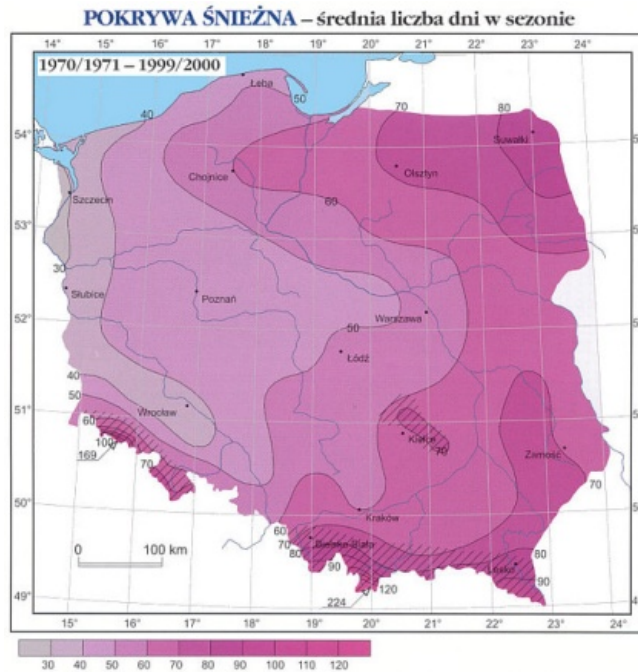 POKRYWA ŚNIEŻNA – średnia liczba dni w sezonie
14° 15° 16° 17° 18° 19° 20° 21° 22° 23°
1970/1971 – 1999/2000
Łeba
50
40
70
80
54°
Suwałki
Chojnice
Olsztyn
Szczecin
60
53°
30
Słubice
Poznań
Warszawa
52°
50
Łódź
40
50
Wrocław
51°
60
100
169
70
Kielce
70
Zamość
70
50°
Kraków
0 100 km
60
70
80
Bielsko-Biała
90
120
224
Lesko
80
90
49°
15° 16° 17° 18° 19° 20° 21° 22° 23°
30 40 50 60 70 80 90 100 110 120